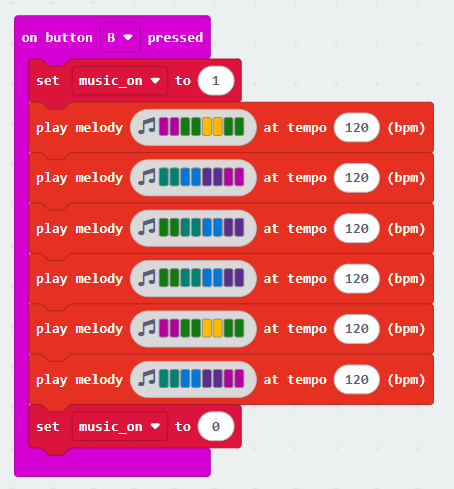 on button B pressed
set music_on to 1
play melody at tempo 120 (bpm)
play melody at tempo 120 (bpm)
play melody at tempo 120 (bpm)
play melody at tempo 120 (bpm)
play melody at tempo 120 (bpm)
play melody at tempo 120 (bpm)
set music_on to 0